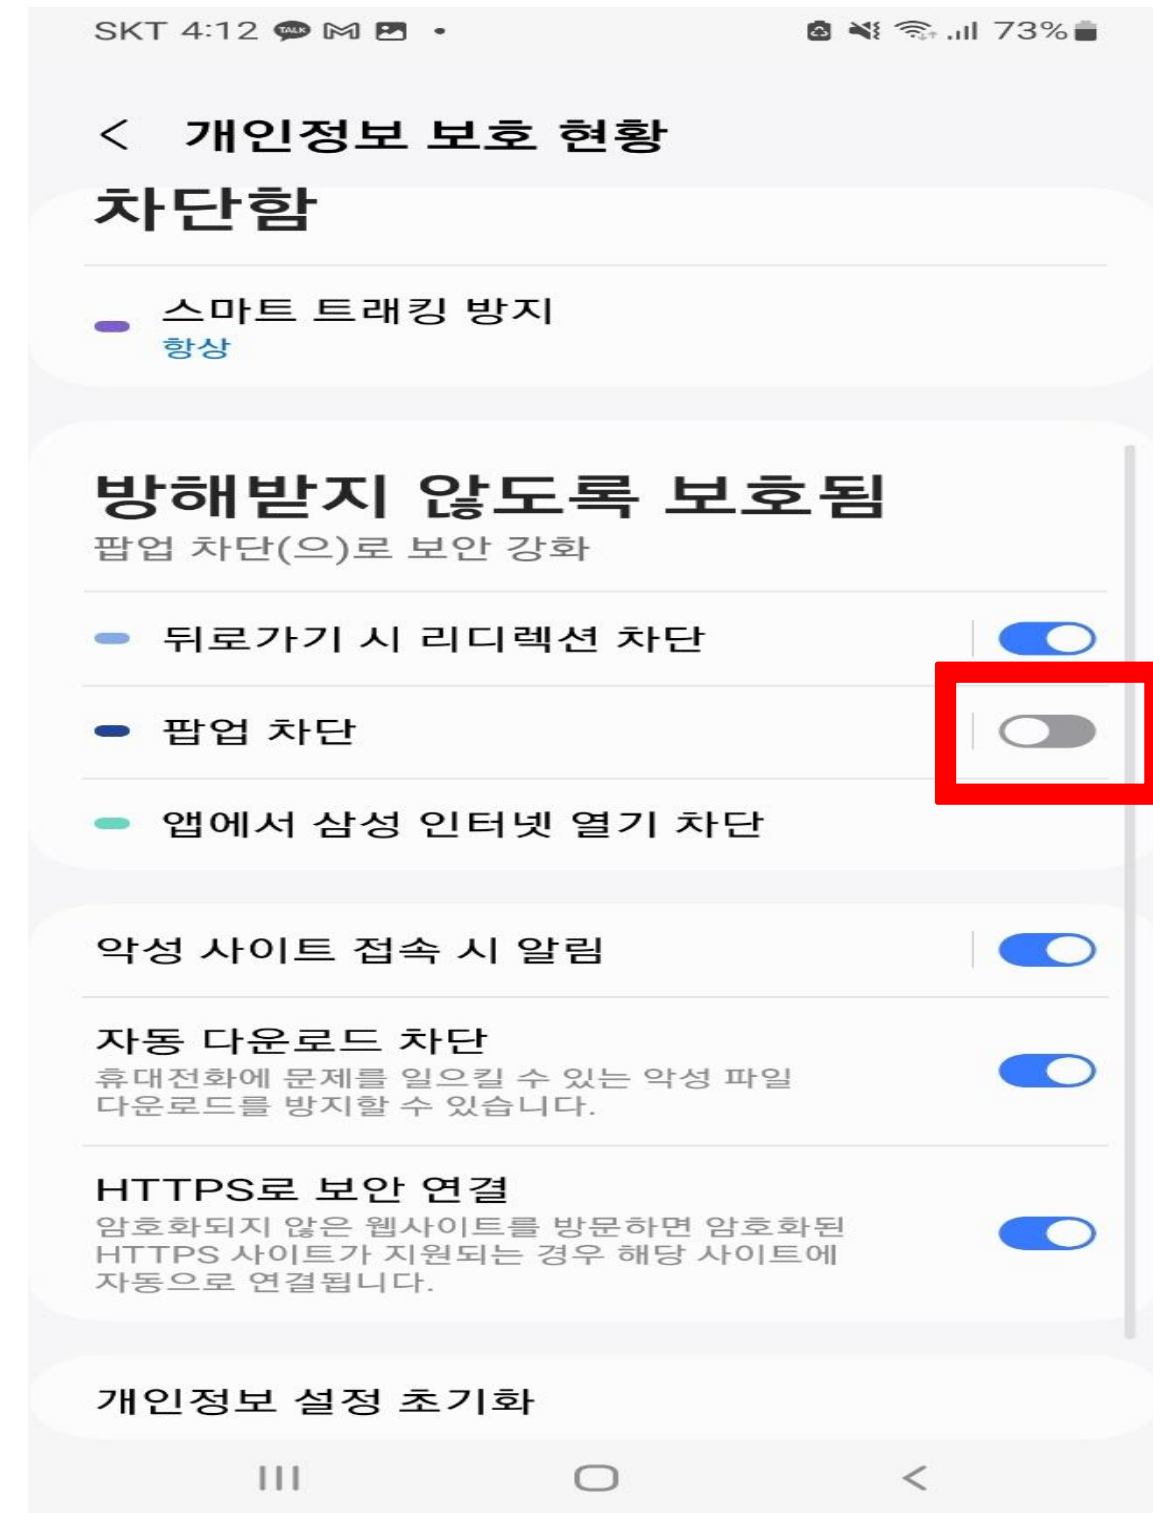 SKT 4:12 TALK
73%
개인정보 보호 현황
차단함
스마트 트래킹 방지
항상
방해받지 않도록 보호됨
팝업 차단(으)로 보안 강화
뒤로가기 시 리디렉션 차단
팝업 차단
앱에서 삼성 인터넷 열기 차단
악성 사이트 접속 시 알림
자동 다운로드 차단
휴대전화에 문제를 일으킬 수 있는 악성 파일
다운로드를 방지할 수 있습니다.
HTTPS로 보안 연결
암호화되지 않은 웹사이트를 방문하면 암호화된
HTTPS 사이트가 지원되는 경우 해당 사이트에
자동으로 연결됩니다.
개인정보 설정 초기화